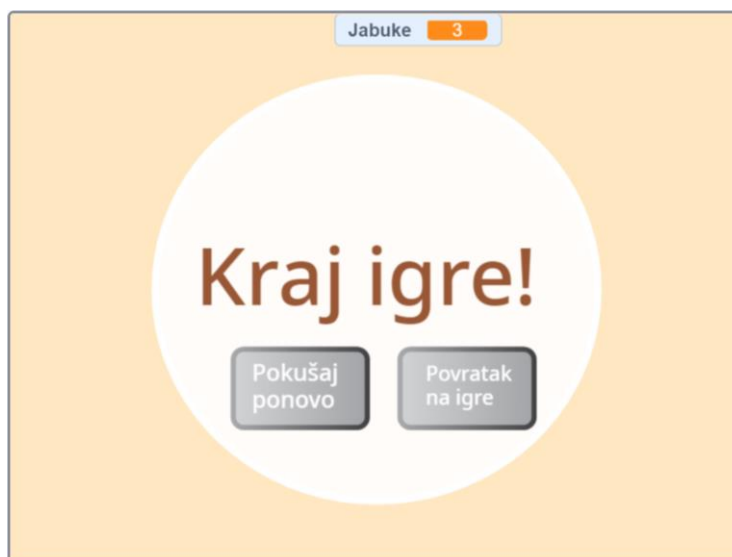 Jabuke 3
Kraj igre!
Pokušaj
ponovo
Povratak
na igre